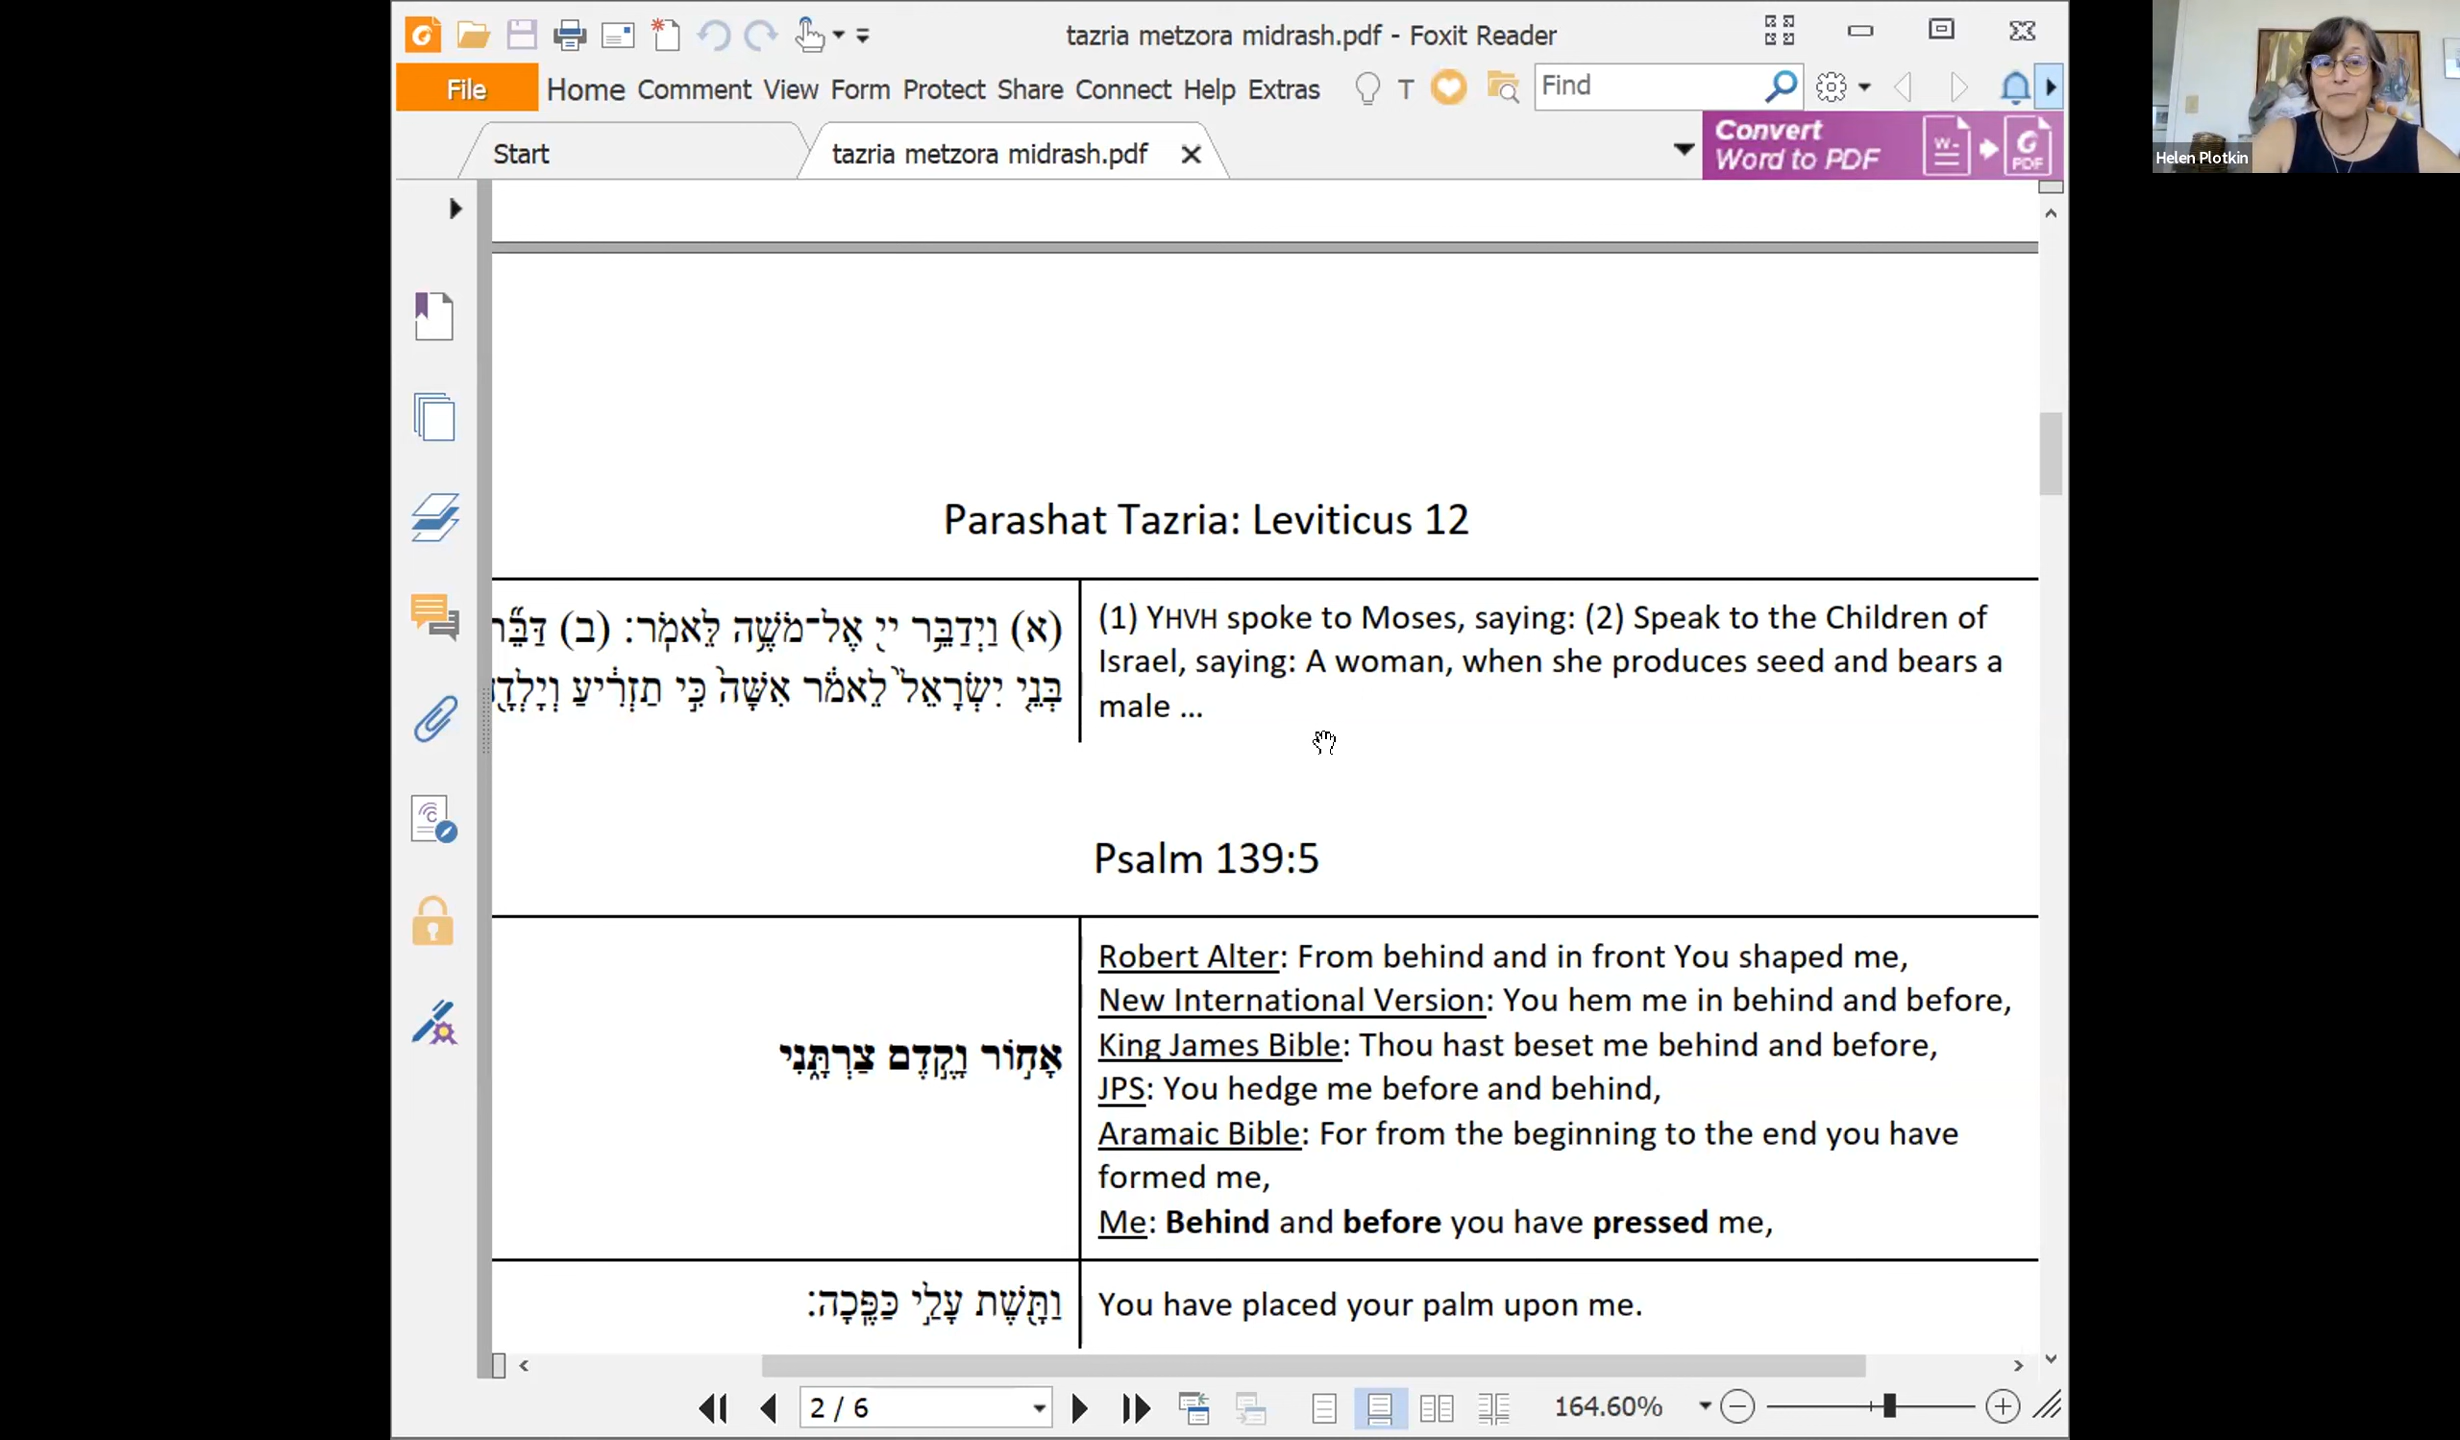 tazria metzora midrash.pdf - Foxit Reader
File Home Comment View Form Protect Share Connect Help Extras T Find
Start
tazria metzora midrash.pdf
Convert
Word to PDF
W
PDF
Helen Plotkin
Parashat Tazria: Leviticus 12
(א) וַיְדַבֵּ֥ר יי֖ אֶל־מֹשֶׁ֥ה לֵּאמֹֽר׃ (ב) דַּבֵּ֞ר
בְּנֵ֤י יִשְׂרָאֵל֙ לֵאמֹ֔ר אִשָּׁה֙ כִּ֣י תַזְרִ֔יעַ וְיָלְדָ֖
(1) YHVH spoke to Moses, saying: (2) Speak to the Children of
Israel, saying: A woman, when she produces seed and bears a
male ...
Psalm 139:5
אָח֣וֹר וָקֶ֣דֶם צַרְתָּ֑נִי
Robert Alter: From behind and in front You shaped me,
New International Version: You hem me in behind and before,
King James Bible: Thou hast beset me behind and before,
JPS: You hedge me before and behind,
Aramaic Bible: For from the beginning to the end you have
formed me,
Me: Behind and before you have pressed me,
וַתָּ֖שֶׁת עָלַ֣י כַּפֶּֽכָה׃
You have placed your palm upon me.
2 / 6
164.60%